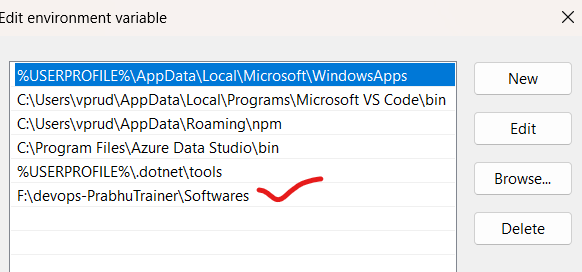 Edit environment variable
%USERPROFILE%\AppData\Local\Microsoft\WindowsApps
C:\Users\vprud\AppData\Local\Programs\Microsoft VS Code\bin
C:\Users\vprud\AppData\Roaming\npm
C:\Program Files\Azure Data Studio\bin
%USERPROFILE%\.dotnet\tools
F:\devops-PrabhuTrainer\Softwares
New
Edit
Browse...
Delete